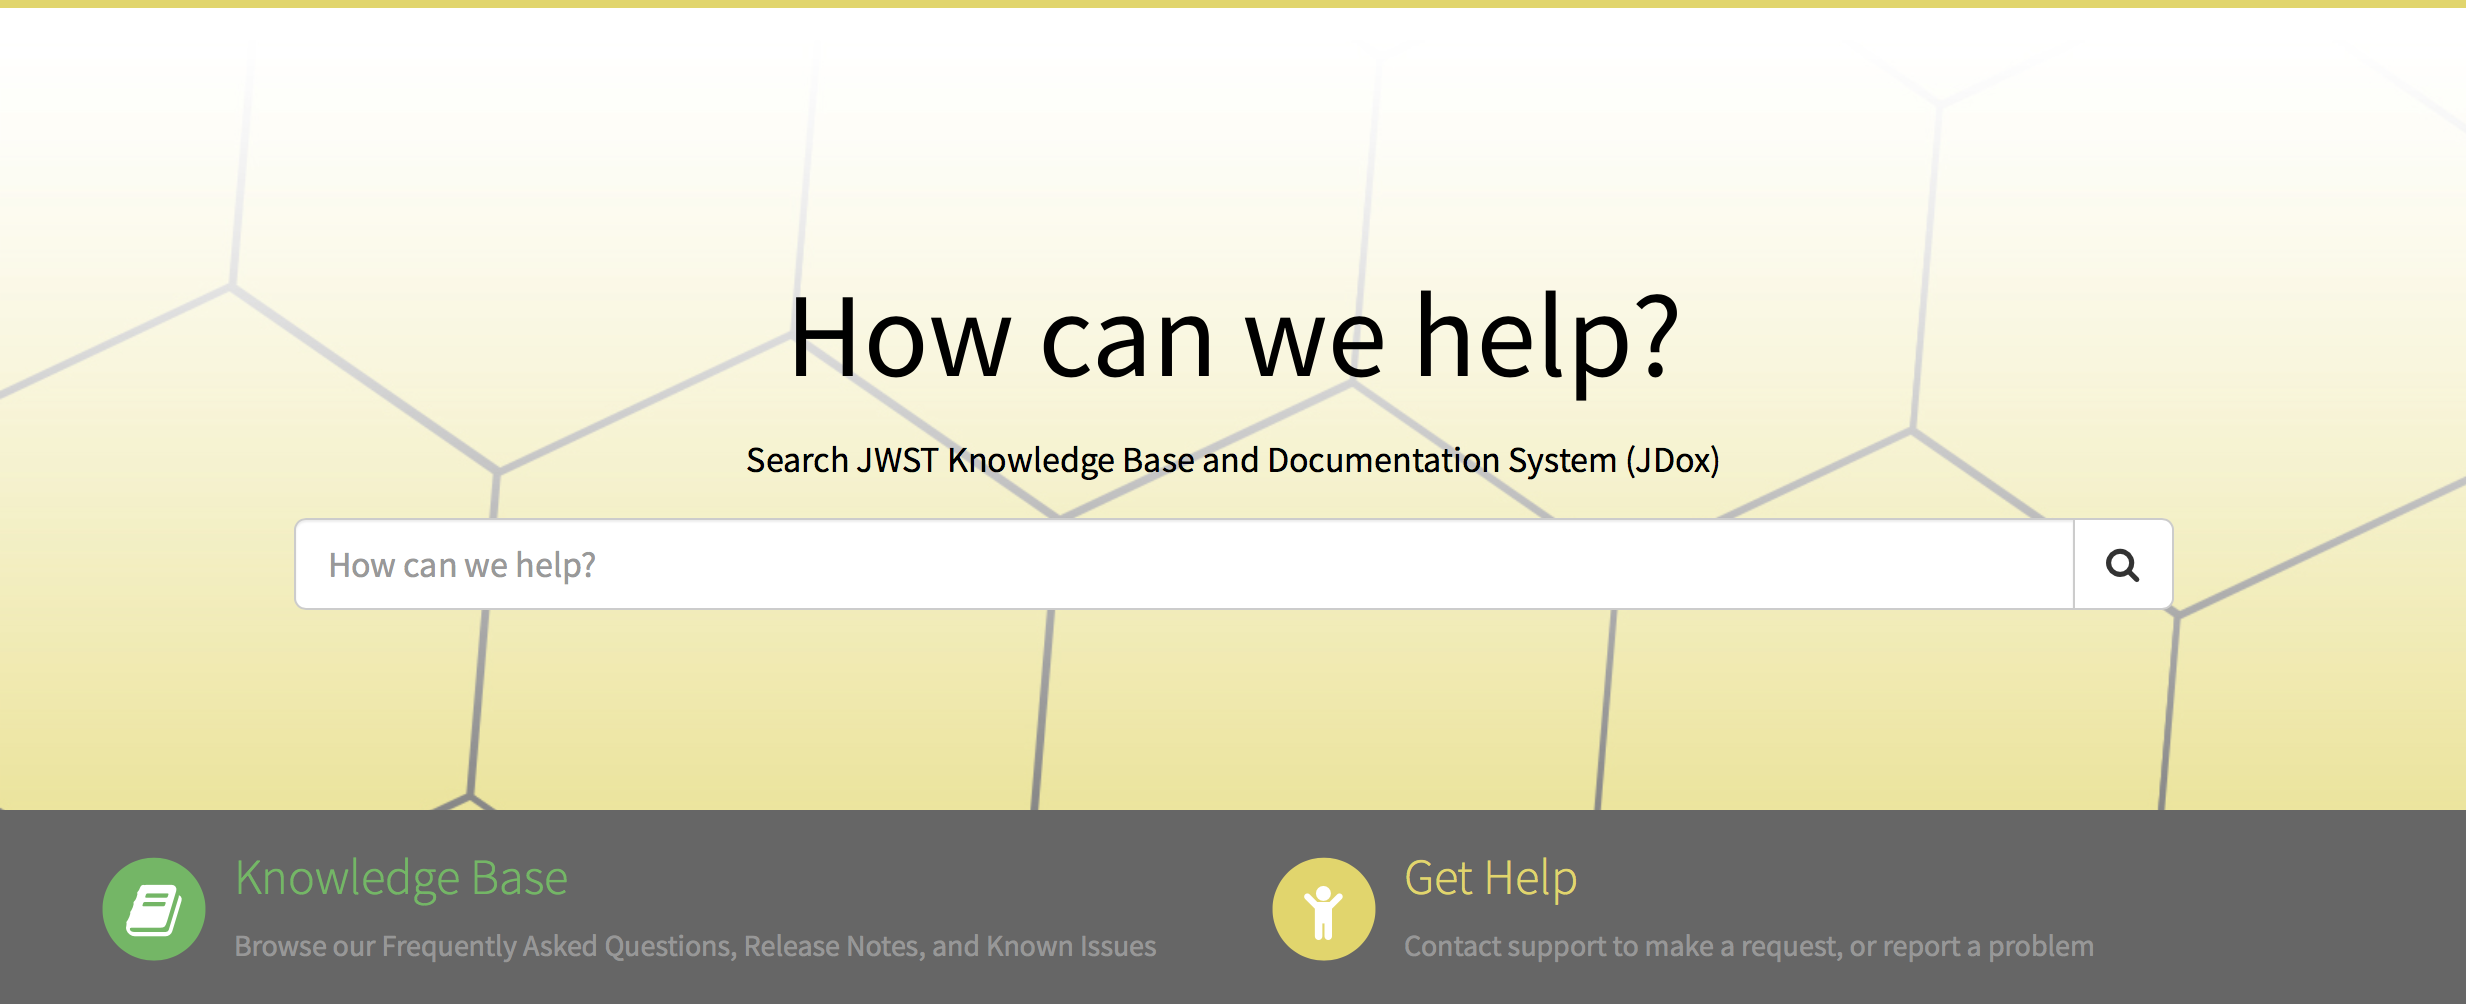 How can we help?
Search JWST Knowledge Base and Documentation System (JDox)
How can we help?
Knowledge Base
Browse our Frequently Asked Questions, Release Notes, and Known Issues
Get Help
Contact support to make a request, or report a problem